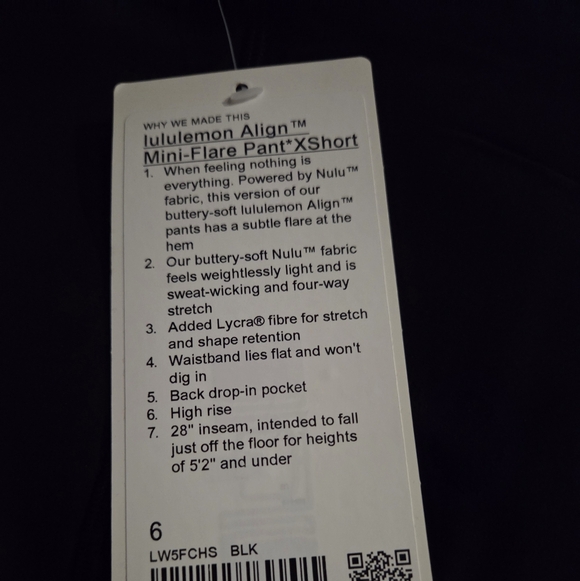 WHY WE MADE THIS
lululemon Align™
Mini-Flare Pant*XShort
1. When feeling nothing is
everything. Powered by Nulu™
fabric, this version of our
buttery-soft lululemon Align™
pants has a subtle flare at the
hem
2. Our buttery-soft Nulu™ fabric
feels weightlessly light and is
sweat-wicking and four-way
stretch
3. Added Lycra® fibre for stretch
and shape retention
4. Waistband lies flat and won't
dig in
5. Back drop-in pocket
6. High rise
7. 28" inseam, intended to fall
just off the floor for heights
of 5'2" and under
6
LW5FCHS BLK